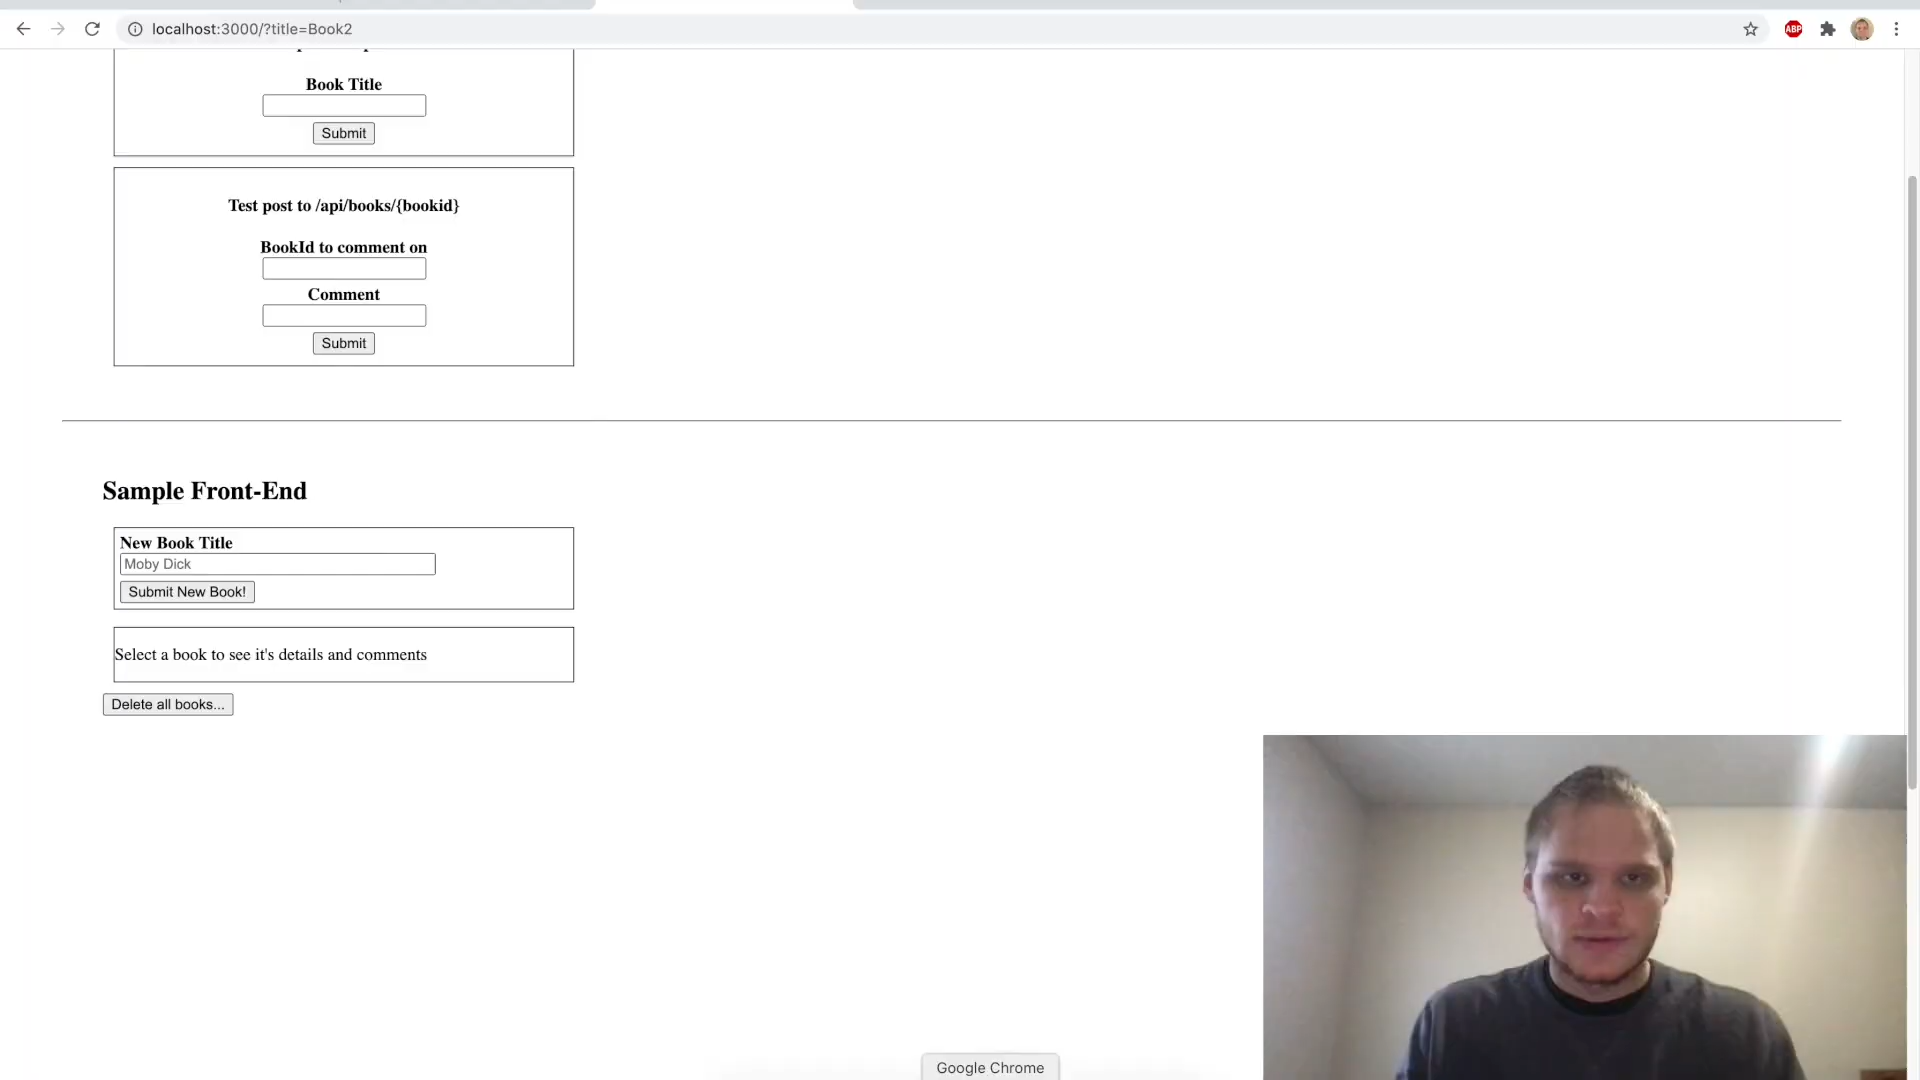 localhost:3000/?title=Book2
ABP
Book Title
Submit
Test post to /api/books/{bookid}
BookId to comment on
Comment
Submit
Sample Front-End
New Book Title
Moby Dick
Submit New Book!
Select a book to see it's details and comments
Delete all books...
Google Chrome